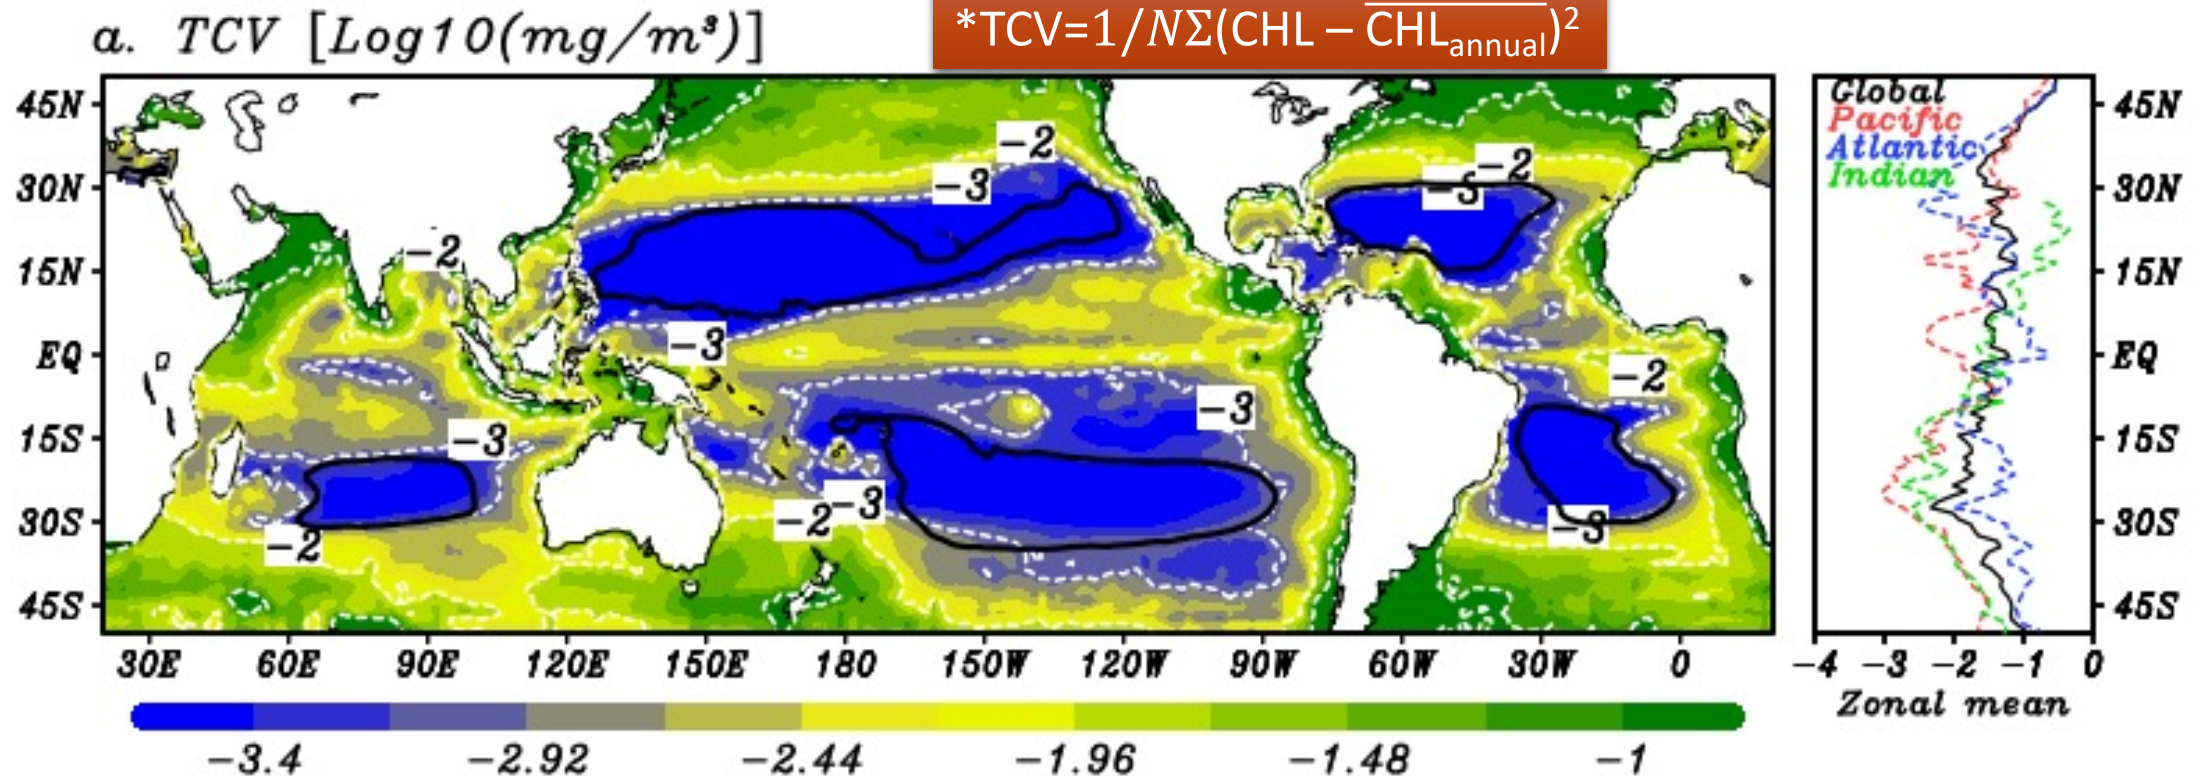 a. TCV [Log10(mg/m³)]
*TCV=1/NΣ(CHL – CHLannual)²
45N
30N
15N
EQ
15S
30S
45S
-2
-3
-2
-3
-2
-3
-2
-3
-3
-2
-2
-3
-2
-3
30E 60E 90E 120E 150E 180 150W 120W 90W 60W 30W 0
-3.4 -2.92 -2.44 -1.96 -1.48 -1
Global
Pacific
Atlantic
Indian
45N
30N
15N
EQ
15S
30S
45S
-4 -3 -2 -1 0
Zonal mean